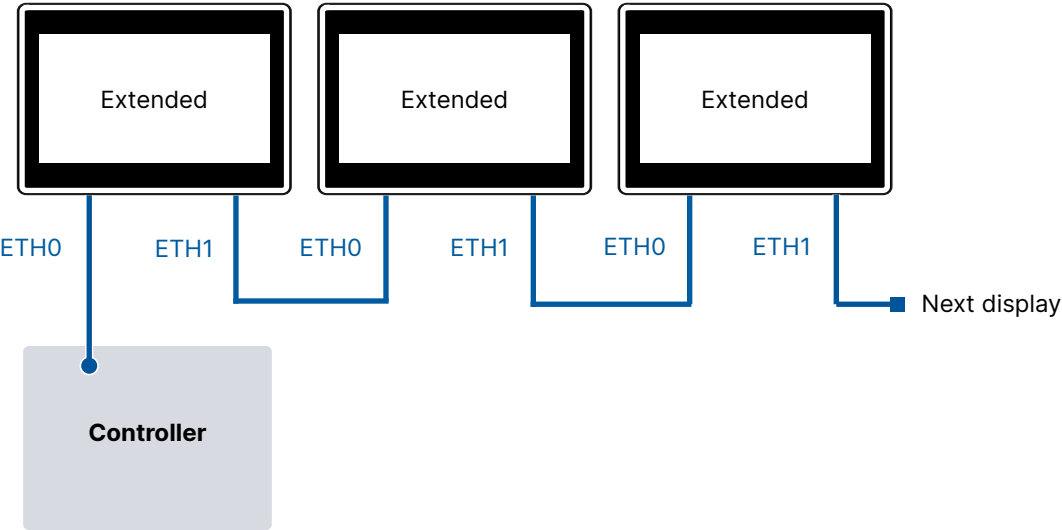 Extended
Extended
Extended
ETH0
ETH1
ETH0
ETH1
ETH0
ETH1
Next display
Controller